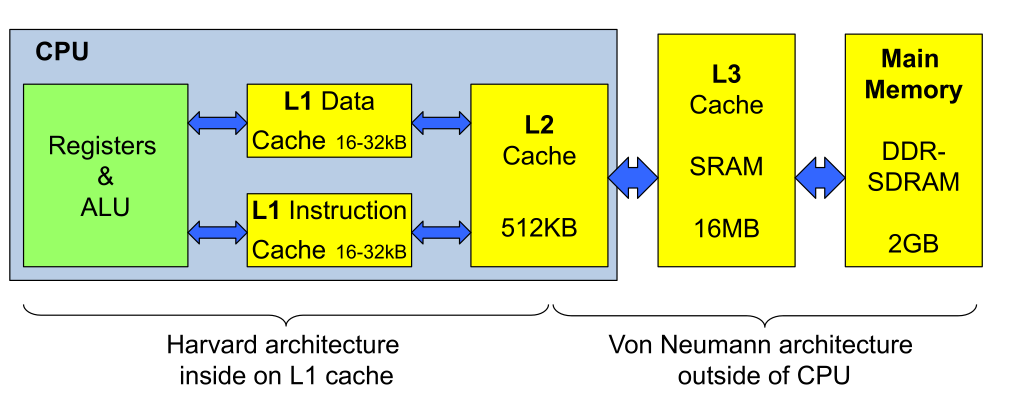 CPU
Registers
&
ALU
L1 Data
Cache 16-32kB
L1 Instruction
Cache 16-32kB
L2
Cache
512KB
L3
Cache
SRAM
16MB
Main
Memory
DDR-
SDRAM
2GB
Harvard architecture
inside on L1 cache
Von Neumann architecture
outside of CPU